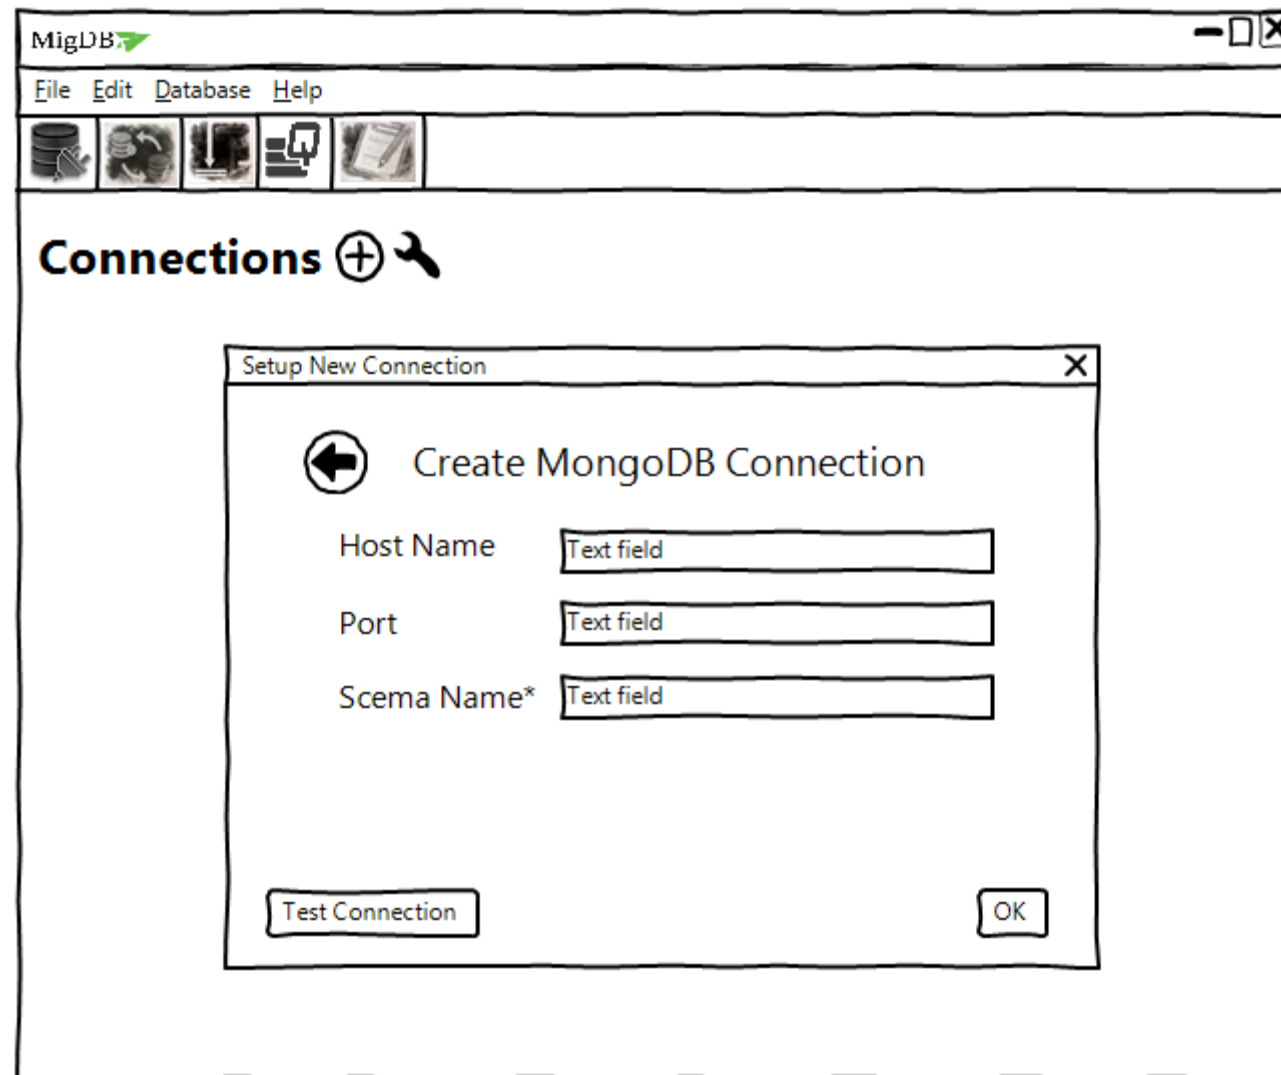 MigDB
File Edit Database Help
Connections
Setup New Connection
Create MongoDB Connection
Host Name Text field
Port Text field
Scema Name* Text field
Test Connection OK